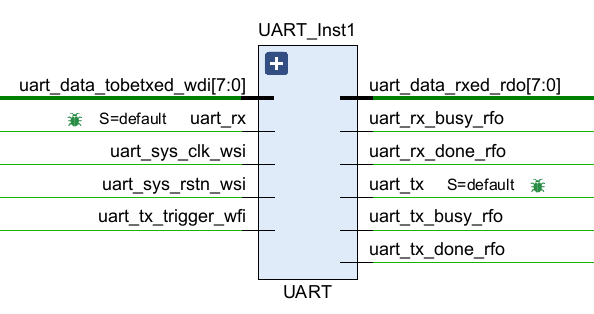 UART_Inst1
uart_data_tobetxed_wdi[7:0] uart_data_rxed_rdo[7:0]
S=default uart_rx uart_rx_busy_rfo
uart_sys_clk_wsi uart_rx_done_rfo
uart_sys_rstn_wsi uart_tx S=default
uart_tx_trigger_wfi uart_tx_busy_rfo
uart_tx_done_rfo
UART